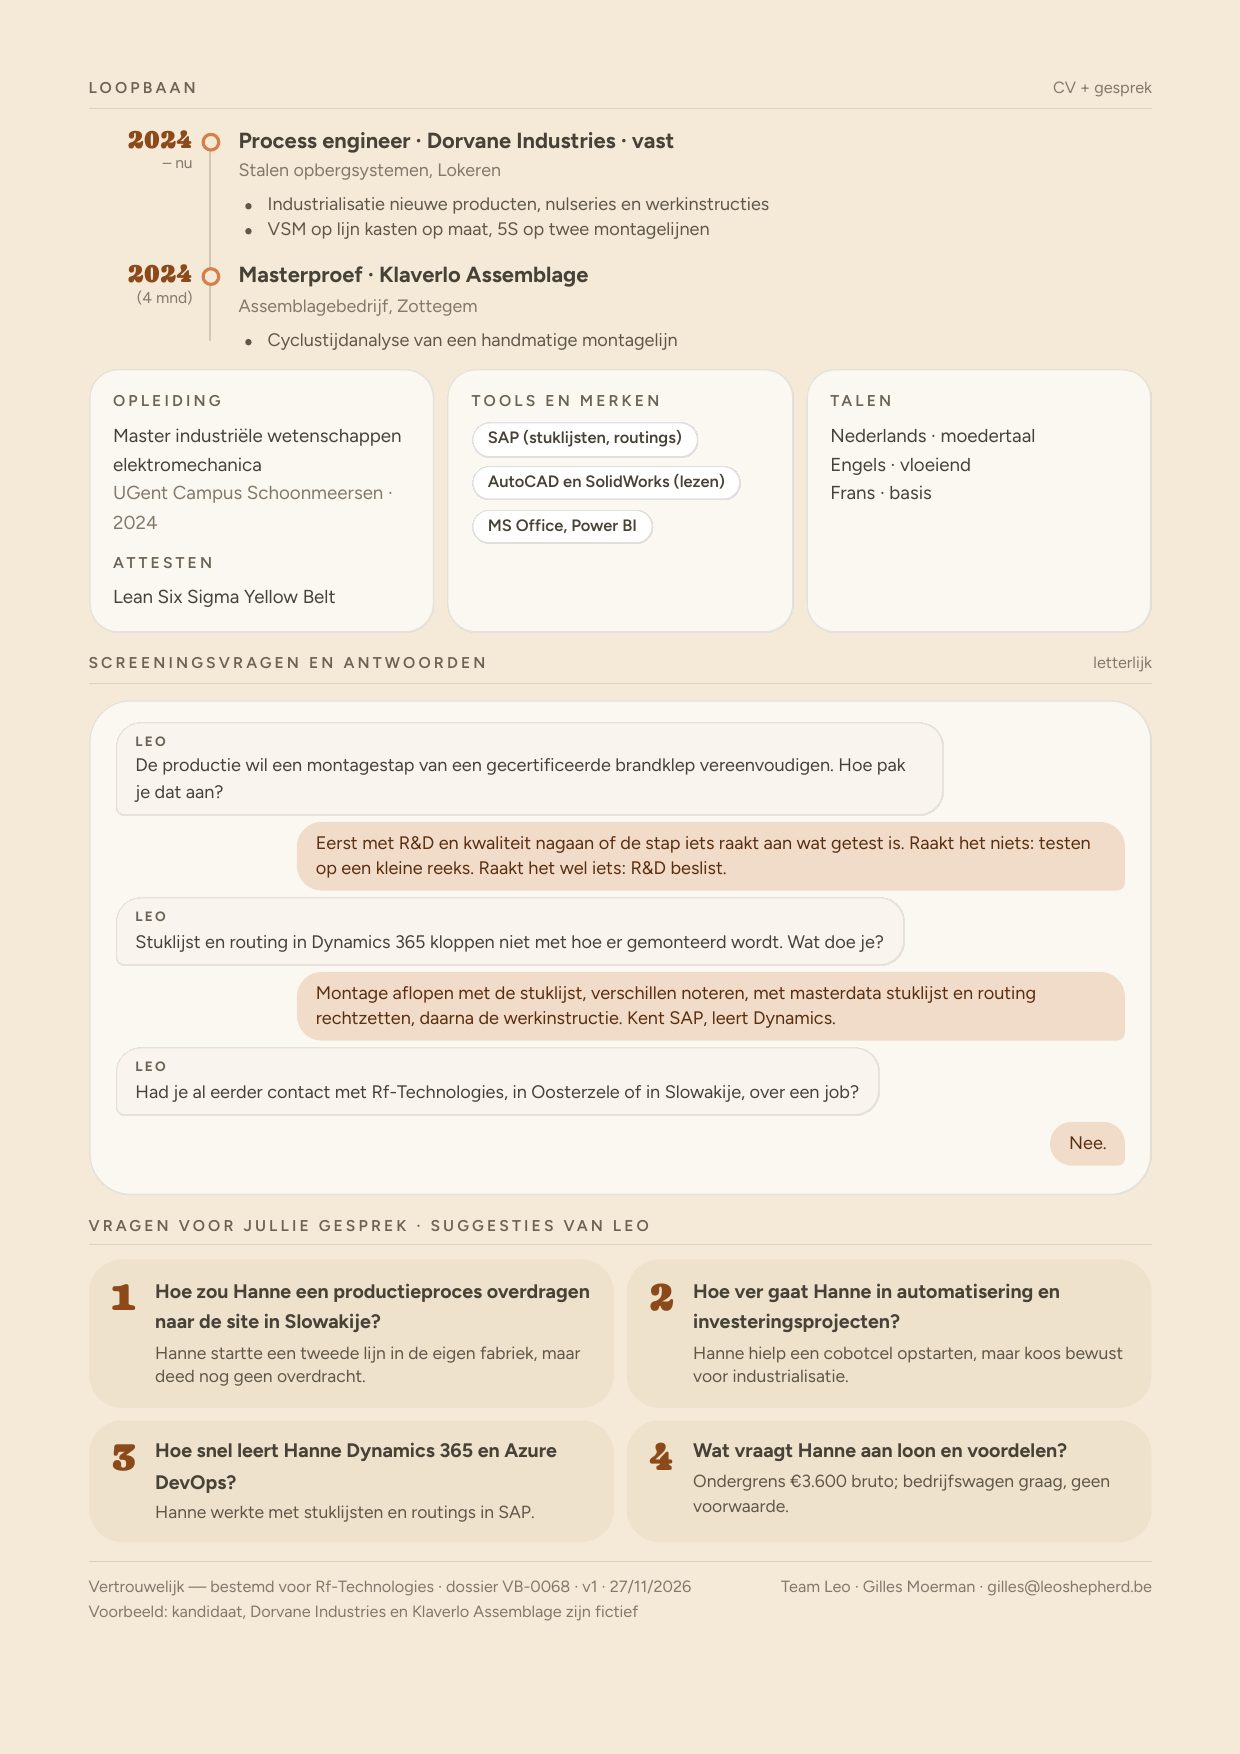 LOOPBAAN
CV + gesprek
2024
– nu
Process engineer · Dorvane Industries · vast
Stalen opbergsystemen, Lokeren
• Industrialisatie nieuwe producten, nulseries en werkinstructies
• VSM op lijn kasten op maat, 5S op twee montagelijnen
2024
(4 mnd)
Masterproef · Klaverlo Assemblage
Assemblagebedrijf, Zottegem
• Cyclustijdanalyse van een handmatige montagelijn
OPLEIDING
Master industriële wetenschappen
elektromechanica
UGent Campus Schoonmeersen ·
2024
ATTESTEN
Lean Six Sigma Yellow Belt
TOOLS EN MERKEN
SAP (stuklijsten, routings)
AutoCAD en SolidWorks (lezen)
MS Office, Power BI
TALEN
Nederlands · moedertaal
Engels · vloeiend
Frans · basis
SCREENINGSVRAGEN EN ANTWOORDEN
letterlijk
LEO
De productie wil een montagestap van een gecertificeerde brandklep vereenvoudigen. Hoe pak
je dat aan?
Eerst met R&D en kwaliteit nagaan of de stap iets raakt aan wat getest is. Raakt het niets: testen
op een kleine reeks. Raakt het wel iets: R&D beslist.
LEO
Stuklijst en routing in Dynamics 365 kloppen niet met hoe er gemonteerd wordt. Wat doe je?
Montage aflopen met de stuklijst, verschillen noteren, met masterdata stuklijst en routing
rechtzetten, daarna de werkinstructie. Kent SAP, leert Dynamics.
LEO
Had je al eerder contact met Rf-Technologies, in Oosterzele of in Slowakije, over een job?
Nee.
VRAGEN VOOR JULLIE GESPREK · SUGGESTIES VAN LEO
1
Hoe zou Hanne een productieproces overdragen
naar de site in Slowakije?
Hanne startte een tweede lijn in de eigen fabriek, maar
deed nog geen overdracht.
2
Hoe ver gaat Hanne in automatisering en
investeringsprojecten?
Hanne hielp een cobotcel opstarten, maar koos bewust
voor industrialisatie.
3
Hoe snel leert Hanne Dynamics 365 en Azure
DevOps?
Hanne werkte met stuklijsten en routings in SAP.
4
Wat vraagt Hanne aan loon en voordelen?
Ondergrens €3.600 bruto; bedrijfswagen graag, geen
voorwaarde.
Vertrouwelijk — bestemd voor Rf-Technologies · dossier VB-0068 · v1 · 27/11/2026
Team Leo · Gilles Moerman · gilles@leoshepherd.be
Voorbeeld: kandidaat, Dorvane Industries en Klaverlo Assemblage zijn fictief